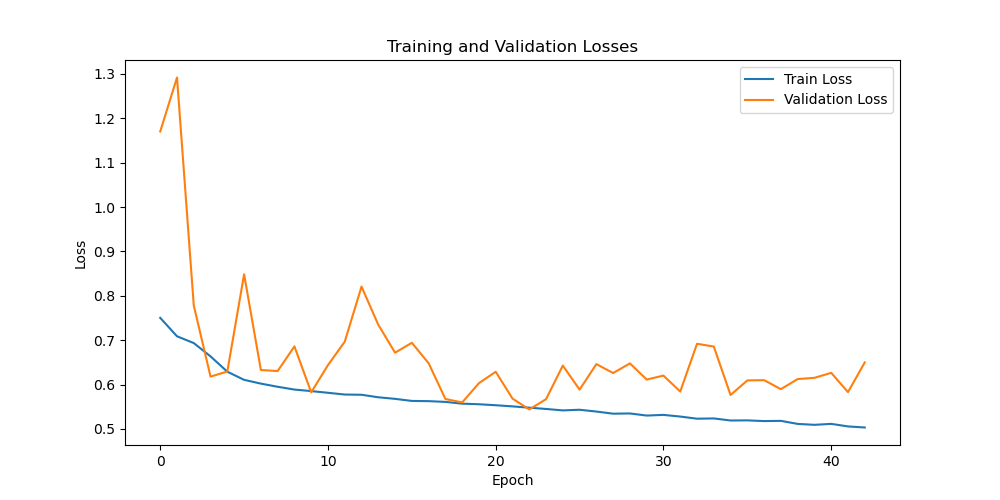 Training and Validation Losses
Train Loss
Validation Loss
1.3
1.2
1.1
1.0
0.9
0.8
0.7
0.6
0.5
Loss
0 10 20 30 40
Epoch